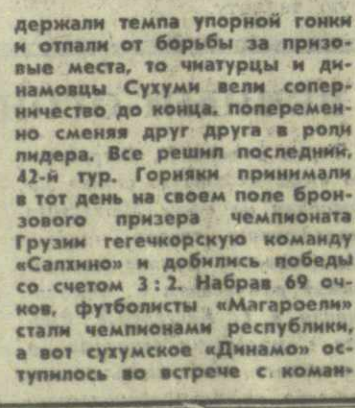 держали темпа упорной гонки
и отпали от борьбы за призо-
вые места, то чиатурцы и ди-
намовцы Сухуми вели сопер-
ничество до конца, поперемен-
но сменяя друг друга в роли
лидера. Все решил последний,
42-й тур. Горняки принимали
в тот день на своем поле брон-
зового призера чемпионата
Грузии гегечкорскую команду
«Салхино» и добились победы
со счетом 3 : 2. Набрав 69 оч-
ков, футболисты «Магароели»
стали чемпионами республики,
а вот сухумское «Динамо» ос-
тупилось во встрече с коман-